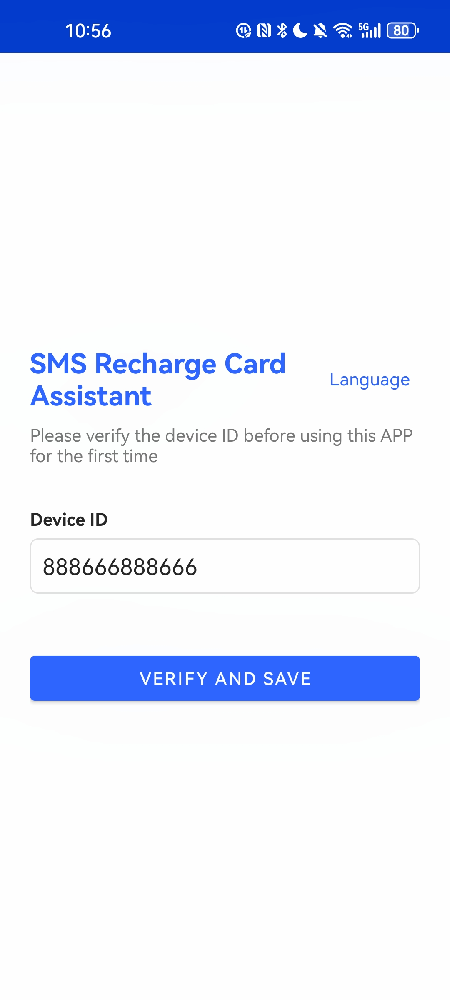 10:56
5G
80
SMS Recharge Card
Assistant
Language
Please verify the device ID before using this APP
for the first time
Device ID
888666888666
VERIFY AND SAVE